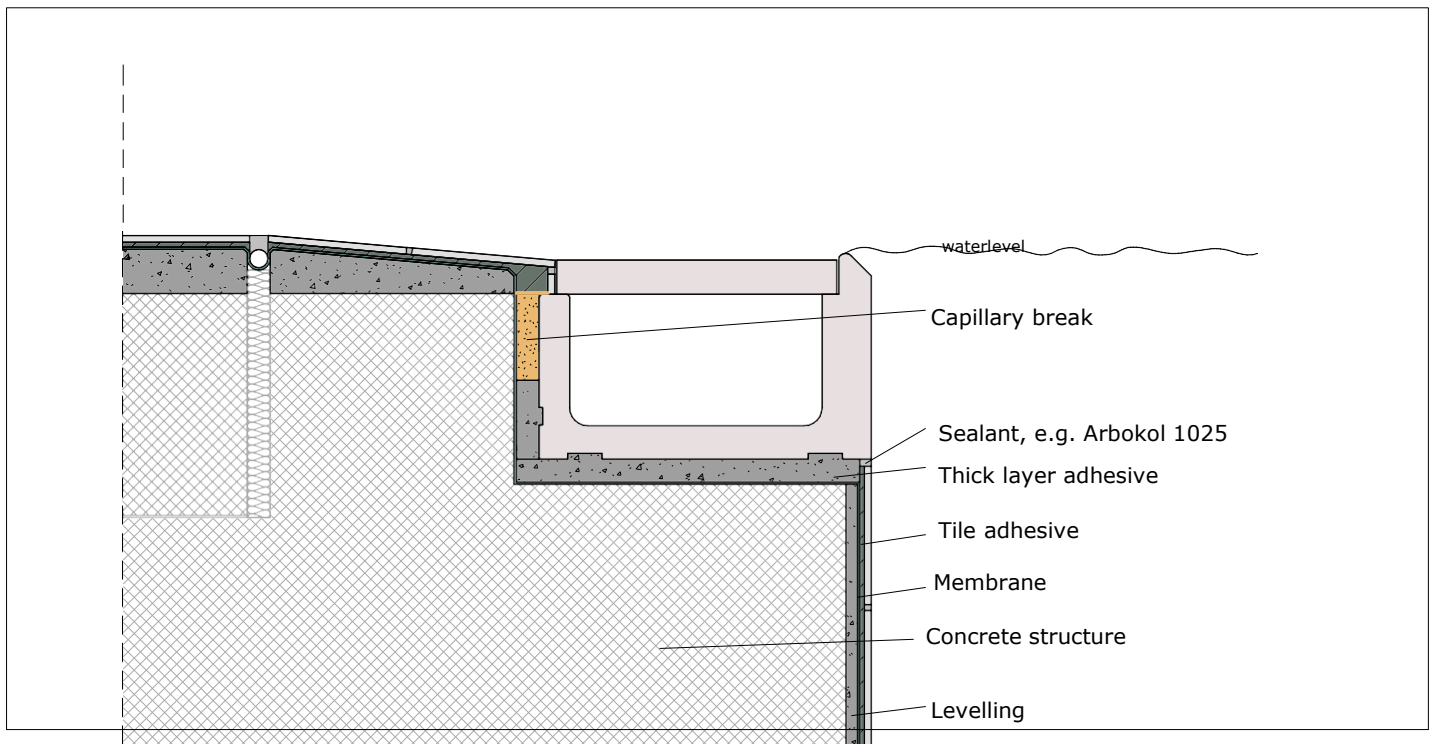 waterlevel
Capillary break
Sealant, e.g. Arbokol 1025
Thick layer adhesive
Tile adhesive
Membrane
Concrete structure
Levelling